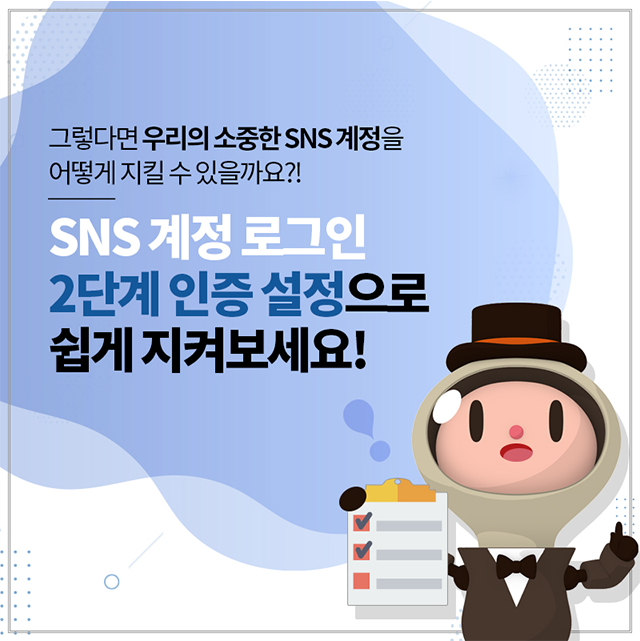 그렇다면 우리의 소중한 SNS 계정을
어떻게 지킬 수 있을까요?!
SNS 계정 로그인
2단계 인증 설정으로
쉽게 지켜보세요!